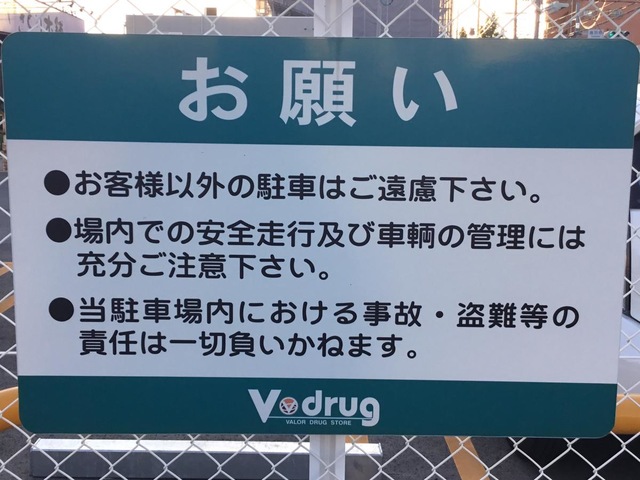 お願い
●お客様以外の駐車はご遠慮下さい。
●場内での安全走行及び車輌の管理には
充分ご注意下さい。
●当駐車場内における事故・盗難等の
責任は一切負いかねます。
V drug
VALOR DRUG STORE